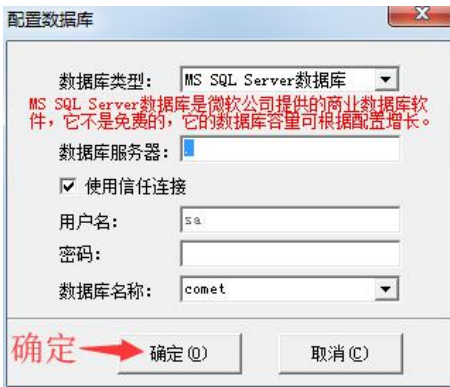 配置数据库
数据库类型: MS SQL Server数据库
MS SQL Server数据库是微软公司提供的商业数据库软
件，它不是免费的，它的数据库容量可根据配置增长。
数据库服务器: .
使用信任连接
用户名: sa
密码:
数据库名称: comet
确定 确定(O) 取消(C)